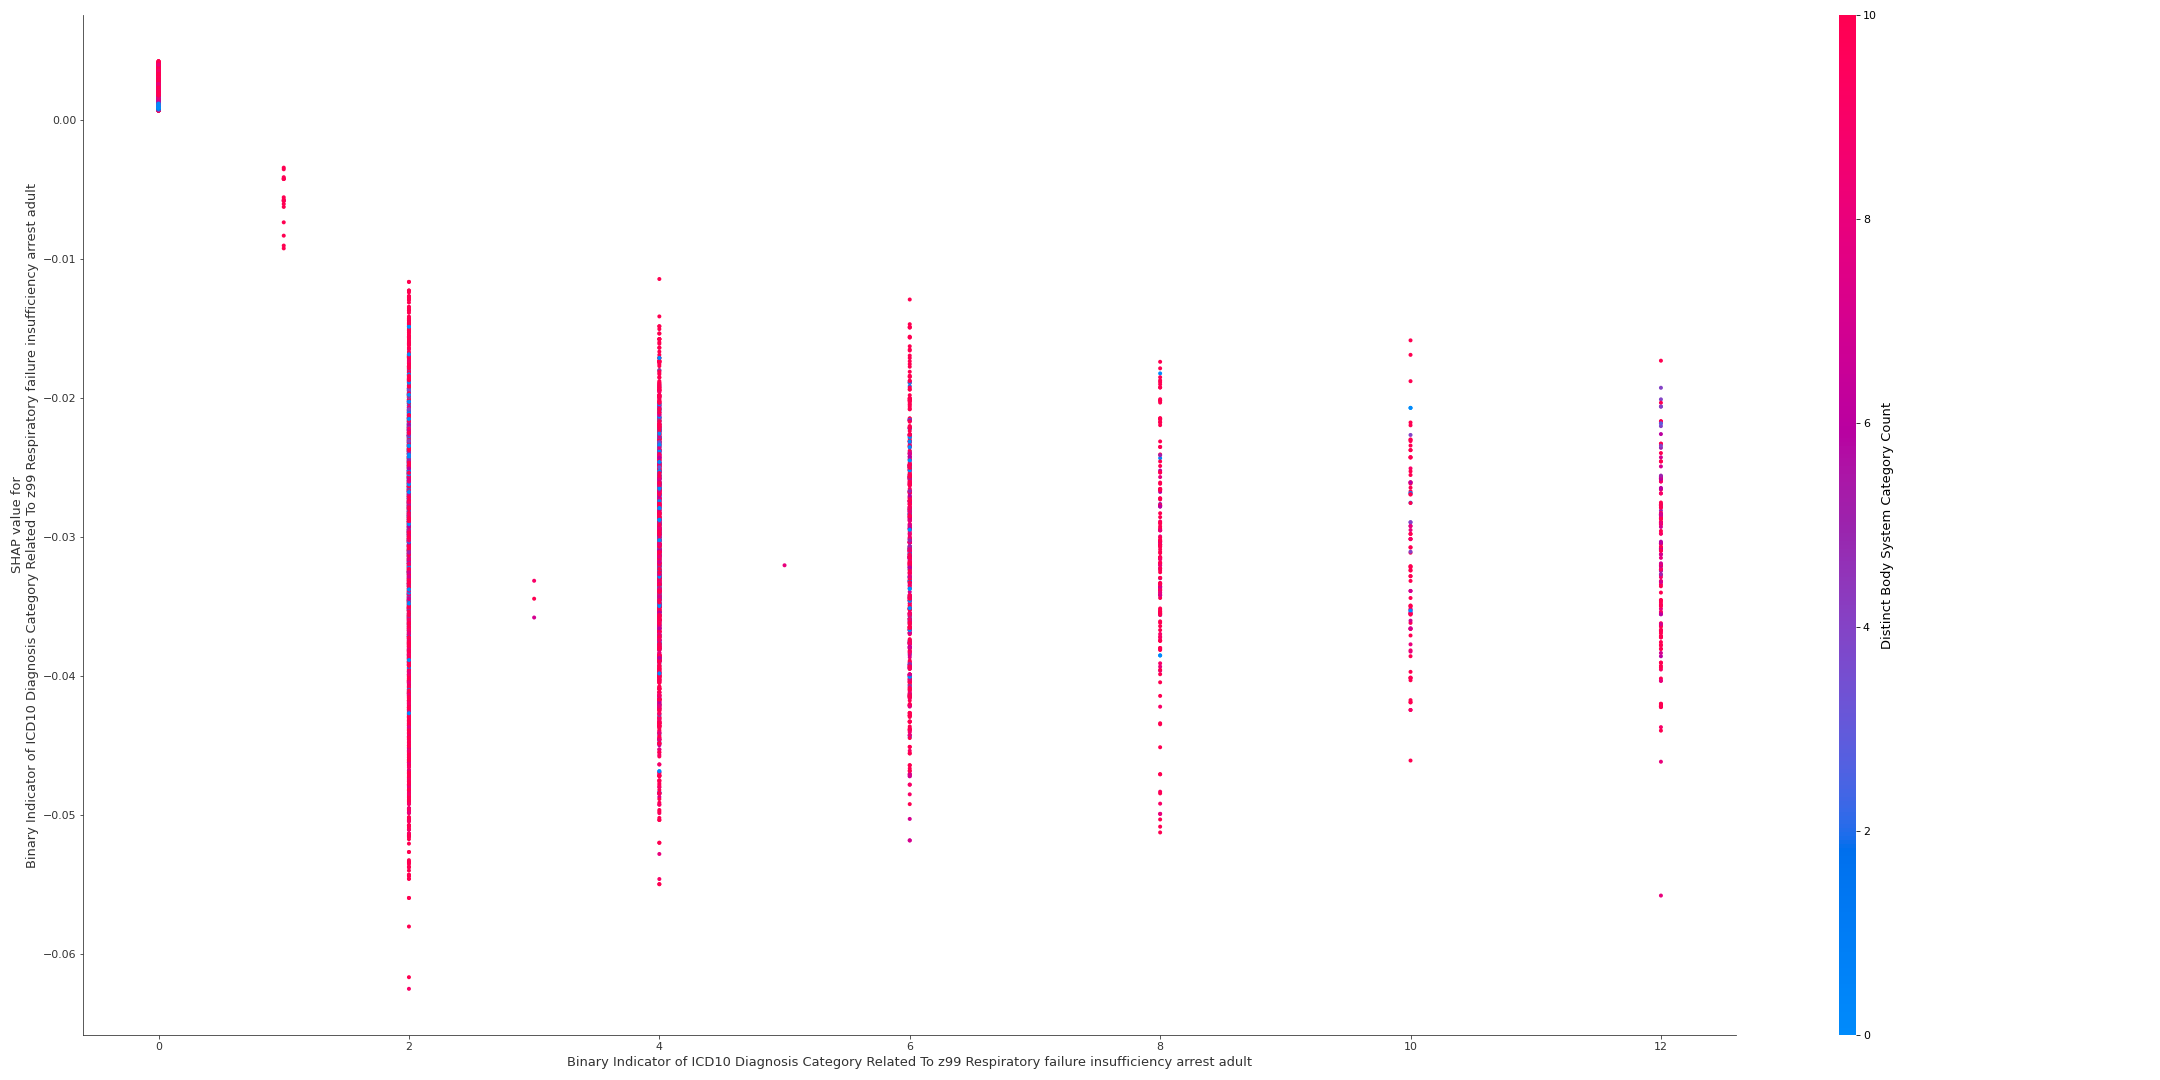 SHAP value for
Binary Indicator of ICD10 Diagnosis Category Related To z99 Respiratory failure insufficiency arrest adult
0.00
−0.01
−0.02
−0.03
−0.04
−0.05
−0.06
0 2 4 6 8 10 12
Binary Indicator of ICD10 Diagnosis Category Related To z99 Respiratory failure insufficiency arrest adult
10
8
6
4
2
0
Distinct Body Systeem Category Count